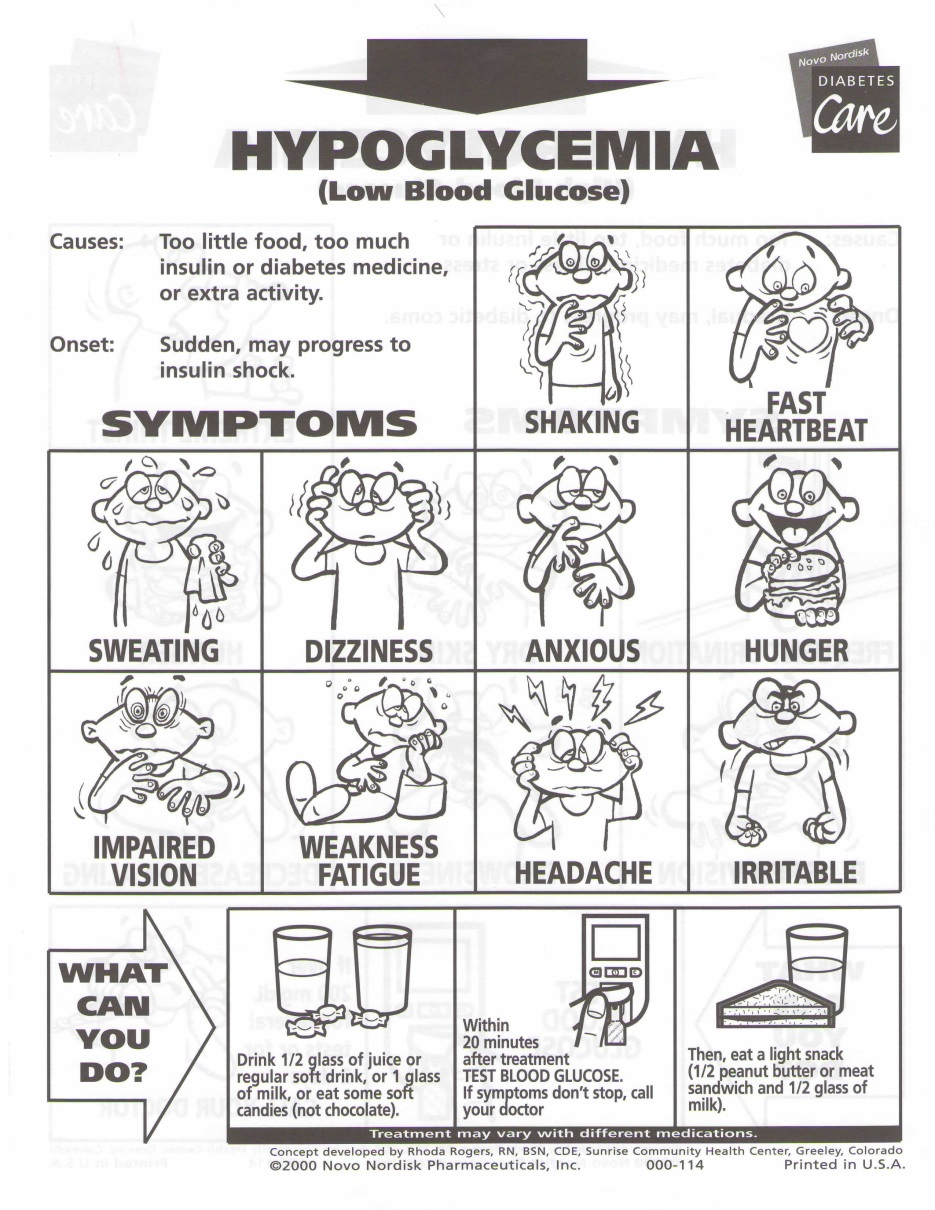 Novo Nordisk
DIABETES
Care
HYPOGLYCEMIA
(Low Blood Glucose)
Causes: Too little food, too much
insulin or diabetes medicine,
or extra activity.
Onset: Sudden, may progress to
insulin shock.
SYMPTOMS
SHAKING
FAST
HEARTBEAT
SWEATING
DIZZINESS
ANXIOUS
HUNGER
IMPAIRED
VISION
WEAKNESS
FATIGUE
HEADACHE
IRRITABLE
WHAT
CAN
YOU
DO?
Drink 1/2 glass of juice or
regular soft drink, or 1 glass
of milk, or eat some soft
candies (not chocolate).
Within
20 minutes
after treatment
TEST BLOOD GLUCOSE.
If symptoms don't stop, call
your doctor
Then, eat a light snack
(1/2 peanut butter or meat
sandwich and 1/2 glass of
milk).
Treatment may vary with different medications.
Concept developed by Rhoda Rogers, RN, BSN, CDE, Sunrise Community Health Center, Greeley, Colorado
©2000 Novo Nordisk Pharmaceuticals, Inc. 000-114 Printed in U.S.A.